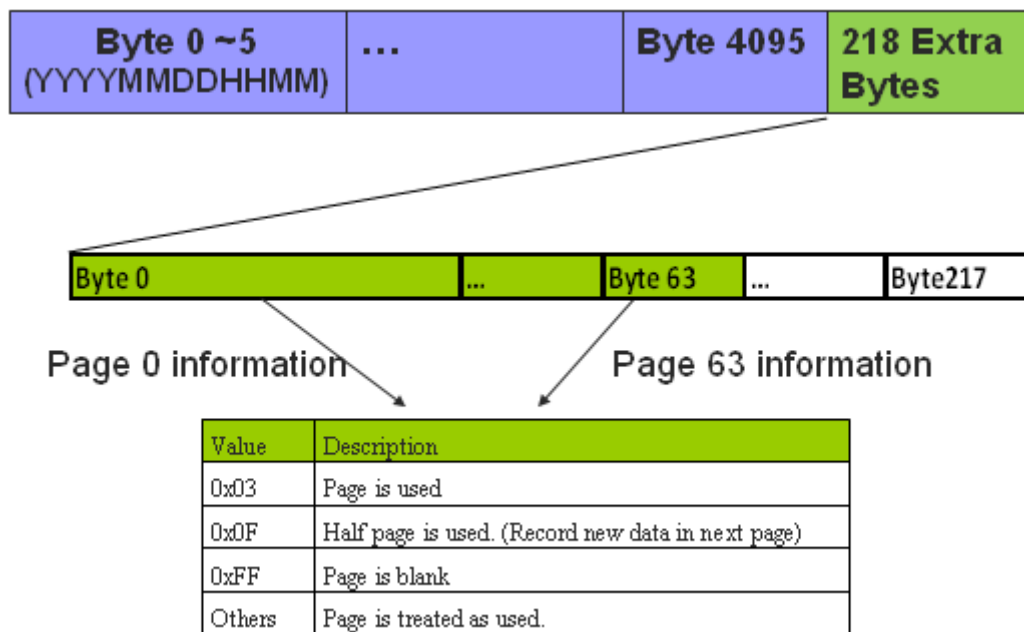 Byte 0 ~5
(YYYYMMDDHHMM)
...
Byte 4095
218 Extra
Bytes
Byte 0
...
Byte 63
...
Byte217
Page 0 information
Page 63 information
Value Description
0x03 Page is used
0x0F Half page is used. (Record new data in next page)
0xFF Page is blank
Others Page is treated as used.